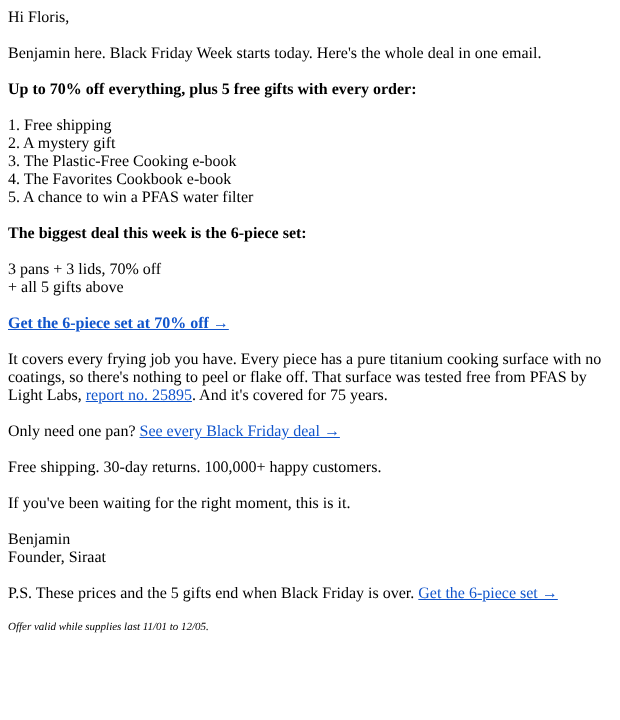 Hi Floris,
Benjamin here. Black Friday Week starts today. Here's the whole deal in one email.
Up to 70% off everything, plus 5 free gifts with every order:
1. Free shipping
2. A mystery gift
3. The Plastic-Free Cooking e-book
4. The Favorites Cookbook e-book
5. A chance to win a PFAS water filter
The biggest deal this week is the 6-piece set:
3 pans + 3 lids, 70% off
+ all 5 gifts above
Get the 6-piece set at 70% off →
It covers every frying job you have. Every piece has a pure titanium cooking surface with no
coatings, so there's nothing to peel or flake off. That surface was tested free from PFAS by
Light Labs, report no. 25895. And it's covered for 75 years.
Only need one pan? See every Black Friday deal →
Free shipping. 30-day returns. 100,000+ happy customers.
If you've been waiting for the right moment, this is it.
Benjamin
Founder, Siraat
P.S. These prices and the 5 gifts end when Black Friday is over. Get the 6-piece set →
Offer valid while supplies last 11/01 to 12/05.